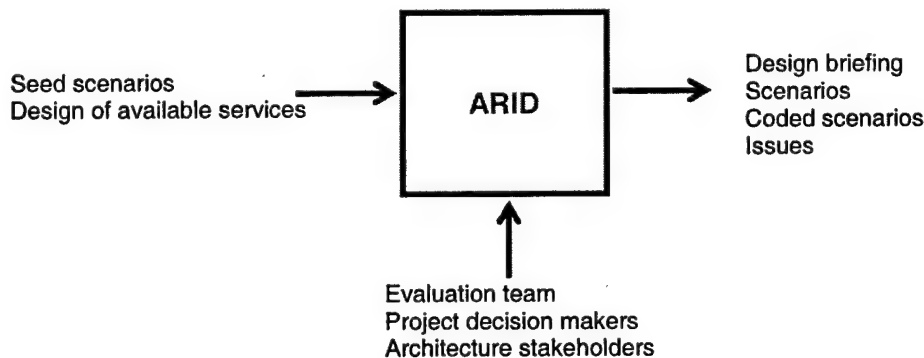 Seed scenarios
Design of available services
ARID
Design briefing
Scenarios
Coded scenarios
Issues
Evaluation team
Project decision makers
Architecture stakeholders